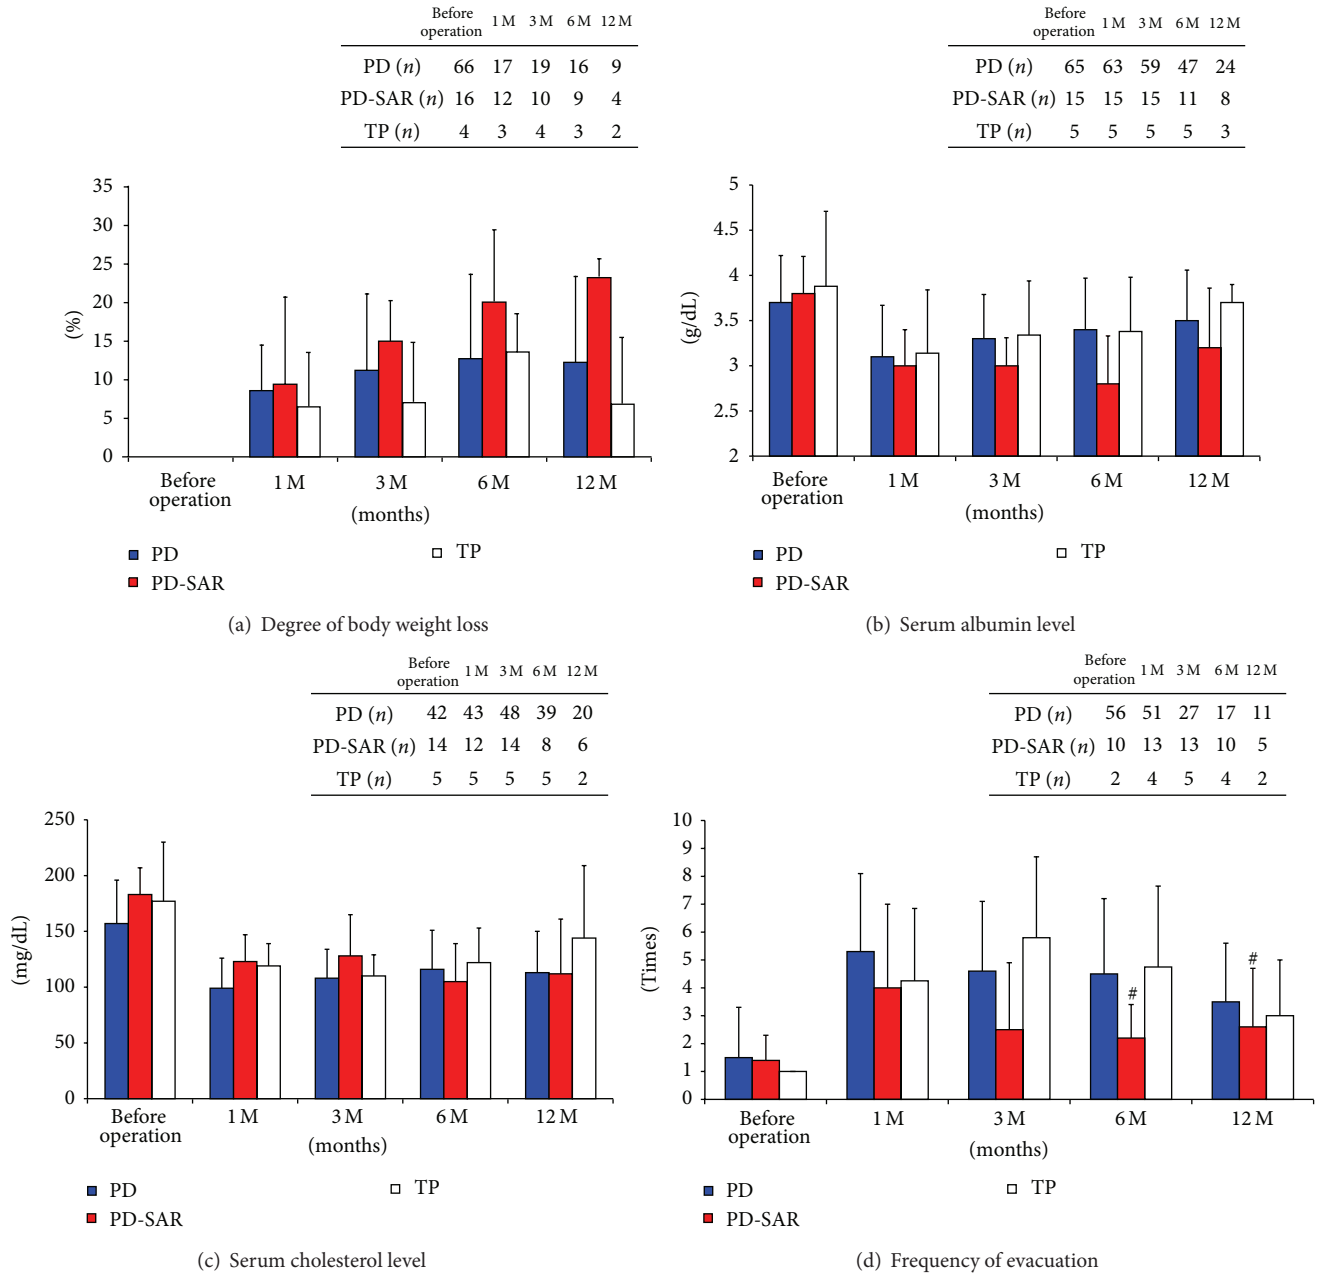 Before operation 1 M 3 M 6 M 12 M
PD (n) 66 17 19 16 9
PD-SAR (n) 16 12 10 9 4
TP (n) 4 3 4 3 2
35
30
25
20
15
10
5
0
(%)
Before operation 1 M 3 M 6 M 12 M
(months)
PD
TP
PD-SAR
(a) Degree of body weight loss
Before operation 1 M 3 M 6 M 12 M
PD (n) 65 63 59 47 24
PD-SAR (n) 15 15 15 11 8
TP (n) 5 5 5 5 3
5
4.5
4
3.5
3
2.5
2
(g/dL)
Before operation 1 M 3 M 6 M 12 M
(months)
PD
TP
PD-SAR
(b) Serum albumin level
Before operation 1 M 3 M 6 M 12 M
PD (n) 42 43 48 39 20
PD-SAR (n) 14 12 14 8 6
TP (n) 5 5 5 5 2
250
200
150
100
50
0
(mg/dL)
Before operation 1 M 3 M 6 M 12 M
(months)
PD
TP
PD-SAR
(c) Serum cholesterol level
Before operation 1 M 3 M 6 M 12 M
PD (n) 56 51 27 17 11
PD-SAR (n) 10 13 13 10 5
TP (n) 2 4 5 4 2
10
9
8
7
6
5
4
3
2
1
0
(Times)
#
#
Before operation 1 M 3 M 6 M 12 M
(months)
PD
TP
PD-SAR
(d) Frequency of evacuation